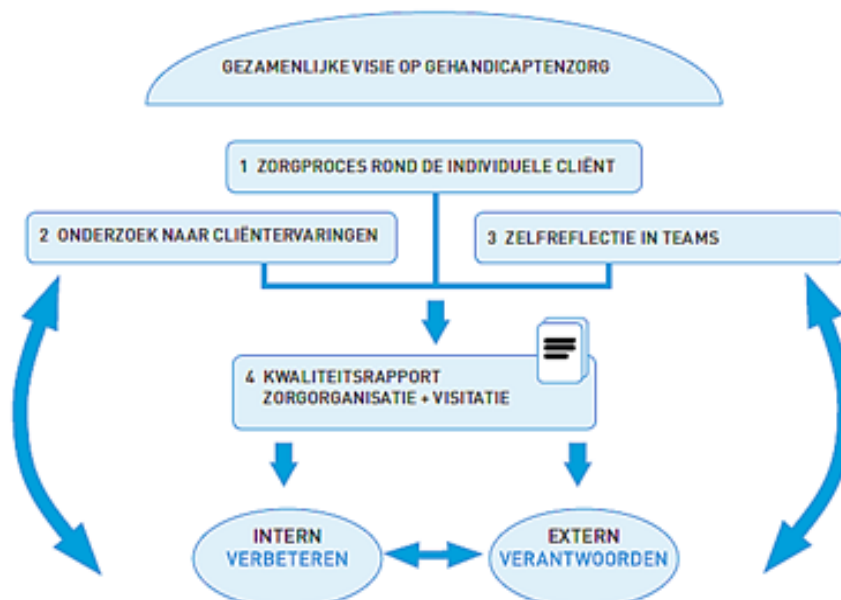 GEZAMENLIJKE VISIE OP GEHANDICAPTENZORG
1 ZORGPROCES ROND DE INDIVIDUELE CLIËNT
2 ONDERZOEK NAAR CLIËNTERVARINGEN
3 ZELFREFLECTIE IN TEAMS
4 KWALITEITSRAPPORT
ZORGORGANISATIE + VISITATIE
INTERN
VERBETEREN
EXTERN
VERANTWOORDEN